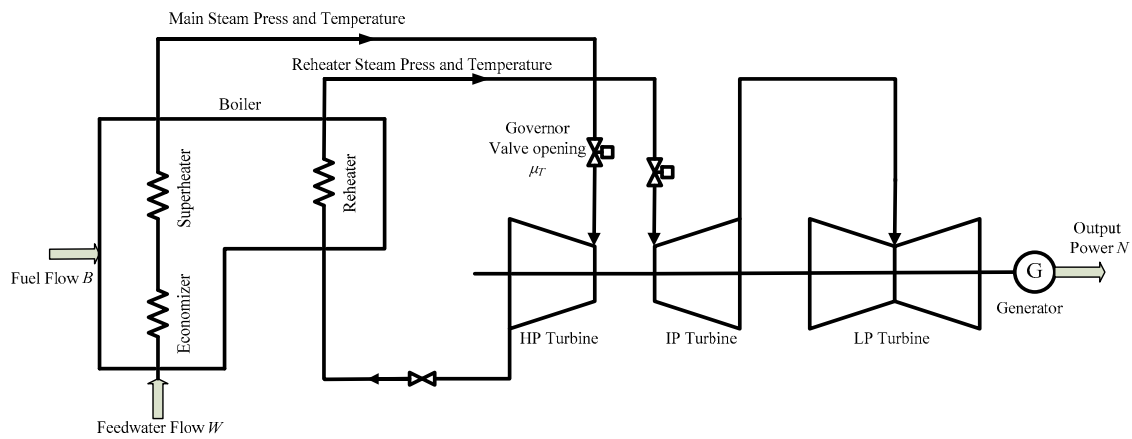 Main Steam Press and Temperature
Reheater Steam Press and Temperature
Boiler
Governor
Valve opening
μT
Superheater
Reheater
Economizer
Fuel Flow B
Feedwater Flow W
HP Turbine
IP Turbine
LP Turbine
G
Generator
Output
Power N